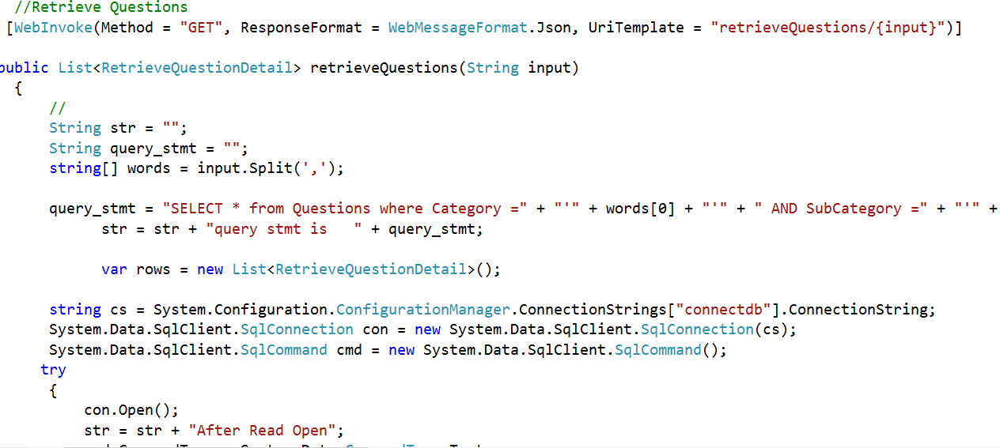 //Retrieve Questions
[WebInvoke(Method = "GET", ResponseFormat = WebMessageFormat.Json, UriTemplate = "retrieveQuestions/{input}")]
public List<RetrieveQuestionDetail> retrieveQuestions(String input)
{
//
String str = "";
String query_stmt = "";
string[] words = input.Split(',');
query_stmt = "SELECT * from Questions where Category =" + "'" + words[0] + "'" + " AND SubCategory =" + "'" +
str = str + "query stmt is   " + query_stmt;
var rows = new List<RetrieveQuestionDetail>();
string cs = System.Configuration.ConfigurationManager.ConnectionStrings["connectdb"].ConnectionString;
System.Data.SqlClient.SqlConnection con = new System.Data.SqlClient.SqlConnection(cs);
System.Data.SqlClient.SqlCommand cmd = new System.Data.SqlClient.SqlCommand();
try
{
con.Open();
str = str + "After Read Open";